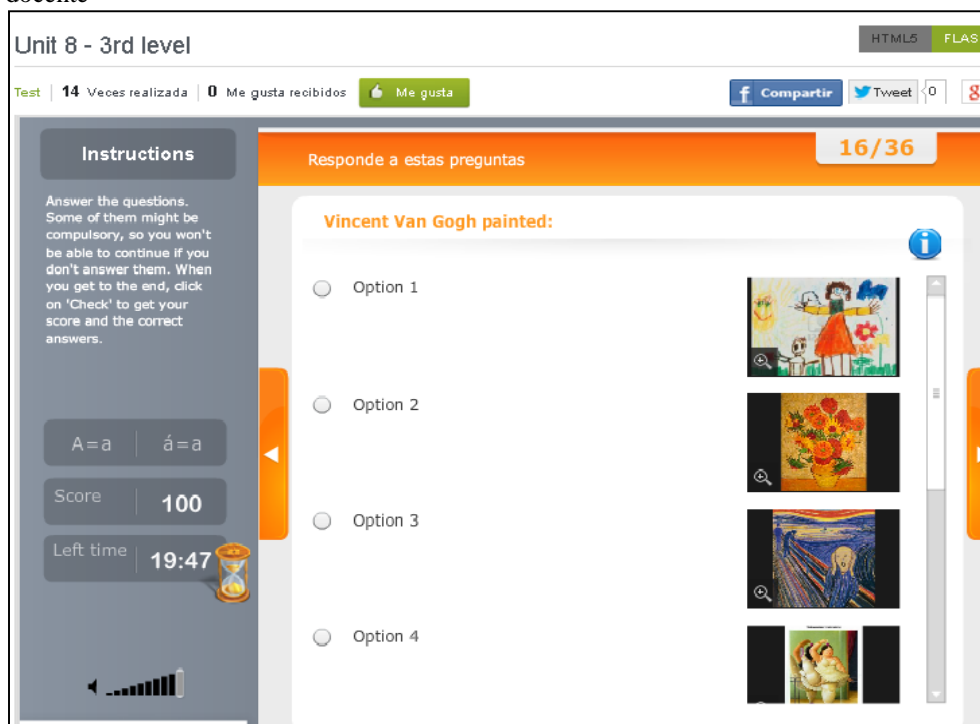 docente
Unit 8 - 3rd level
HTML5 FLAS
Test 14 Veces realizada 0 Me gusta recibidos Me gusta
f Compartir Tweet 0 8
Instructions
Answer the questions.
Some of them might be
compulsory, so you won't
be able to continue if you
don't answer them. When
you get to the end, click
on 'Check' to get your
score and the correct
answers.
A=a á=a
Score 100
Left time 19:47
Responde a estas preguntas
16/36
Vincent Van Gogh painted:
i
Option 1
Option 2
Option 3
Option 4